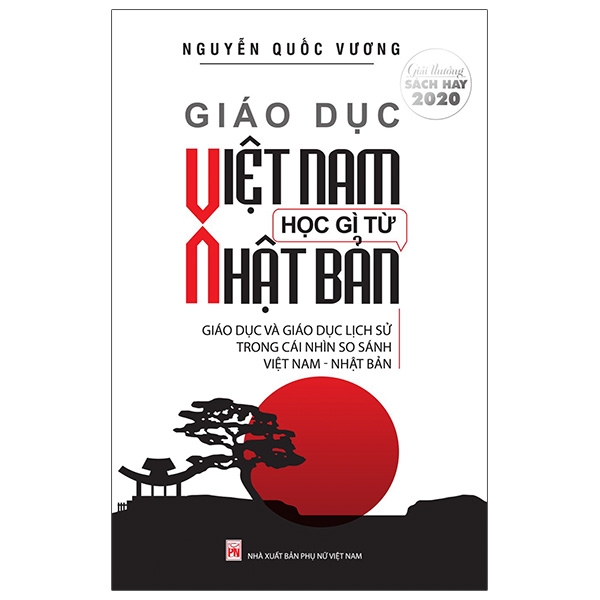 NGUYỄN QUỐC VƯƠNG
Giải thưởng
SÁCH HAY
2020
GIÁO DỤC
VIỆT NAM
HỌC GÌ TỪ
NHẬT BẢN
GIÁO DỤC VÀ GIÁO DỤC LỊCH SỬ
TRONG CÁI NHÌN SO SÁNH
VIỆT NAM - NHẬT BẢN
PN
NHÀ XUẤT BẢN PHỤ NỮ VIỆT NAM